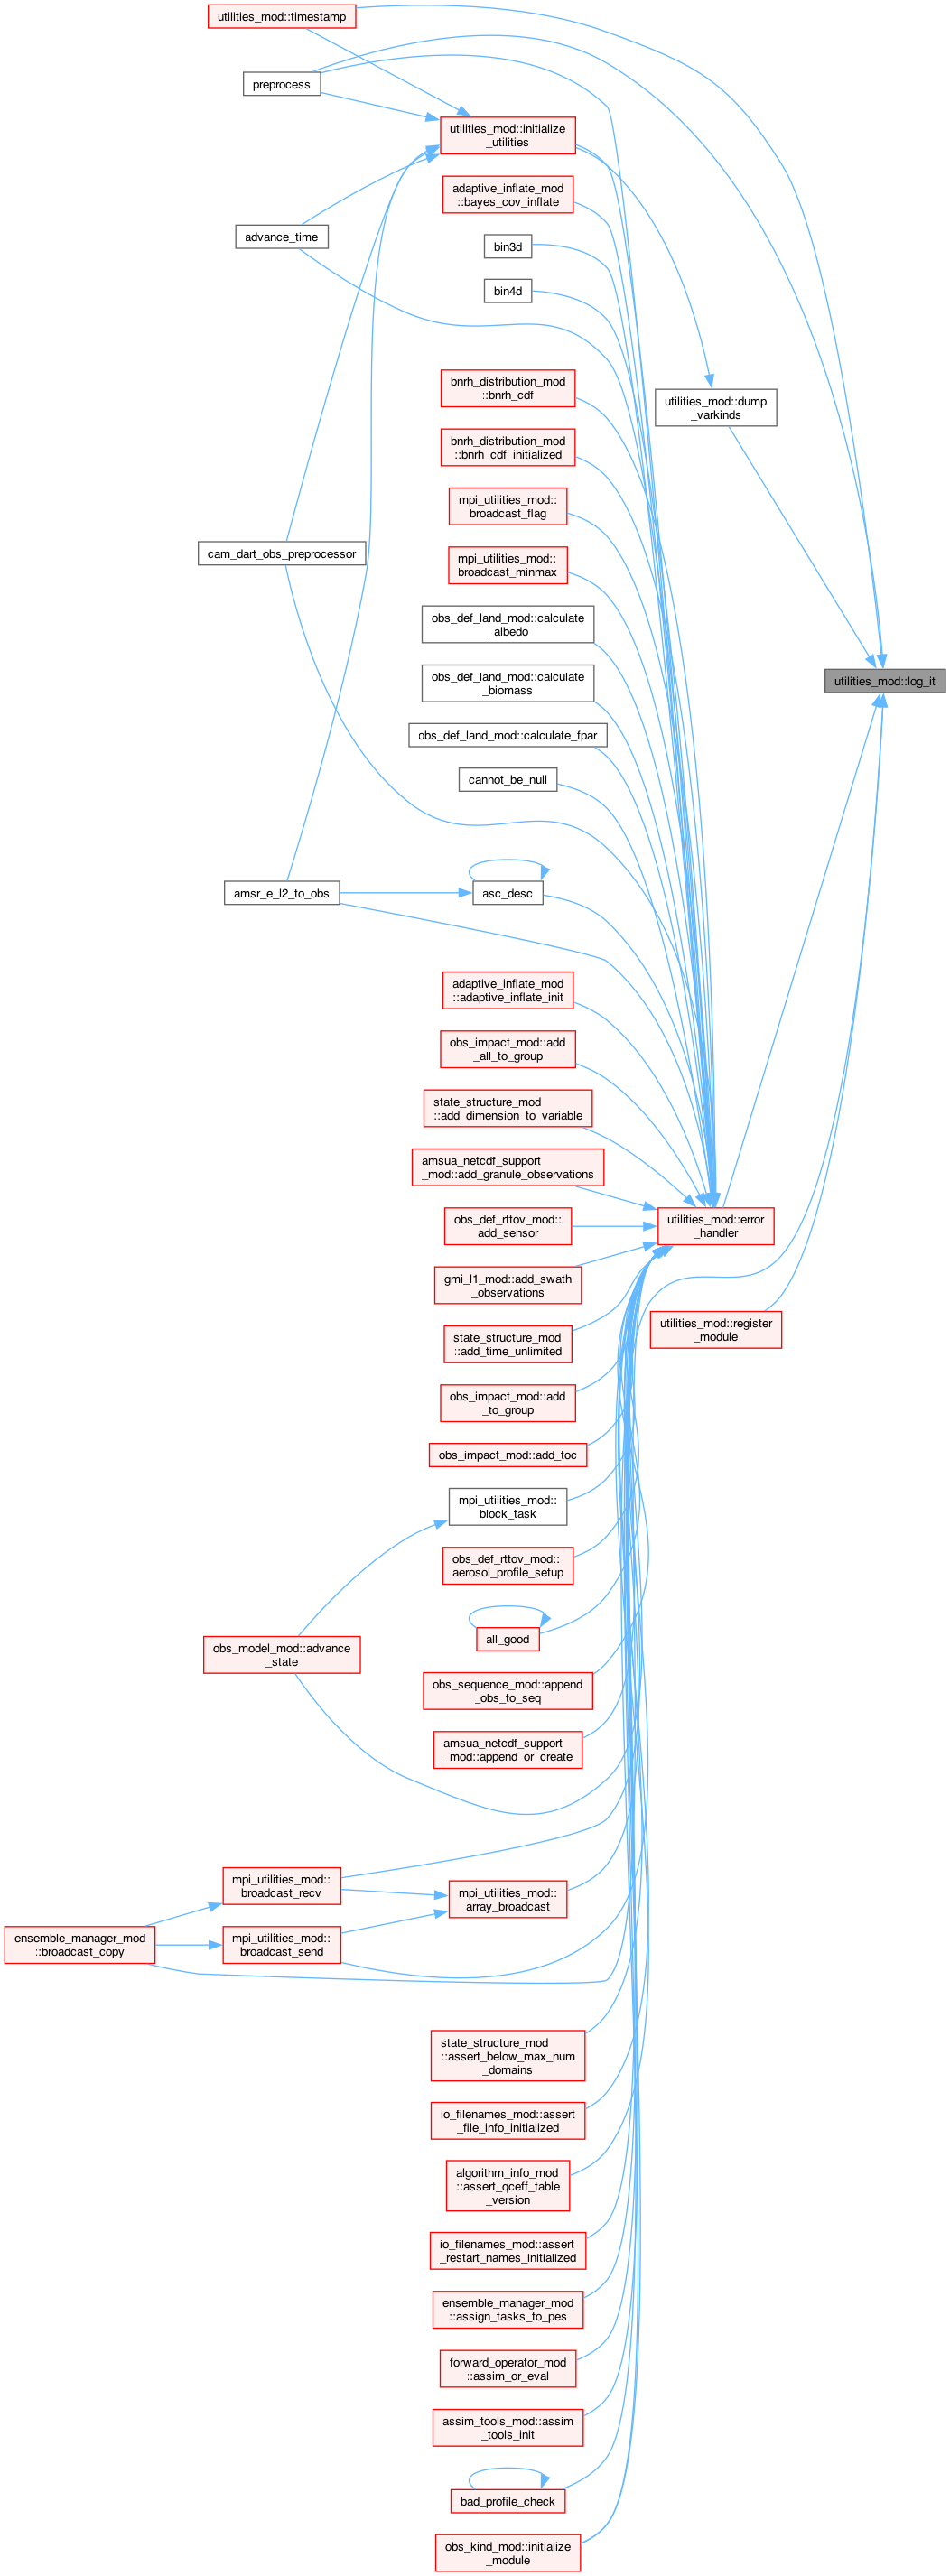 utilities_mod::timestamp
preprocess
utilities_mod::initialize
_utilities
adaptive_inflate_mod
::bayes_cov_inflate
advance_time
bin3d
bin4d
bnrh_distribution_mod
::bnrh_cdf
utilities_mod::dump
_varkinds
bnrh_distribution_mod
::bnrh_cdf_initialized
mpi_utilities_mod::
broadcast_flag
cam_dart_obs_preprocessor
mpi_utilities_mod::
broadcast_minmax
obs_def_land_mod::calculate
_albedo
obs_def_land_mod::calculate
_biomass
utilities_mod::log_it
obs_def_land_mod::calculate_fpar
cannot_be_null
amsr_e_l2_to_obs
asc_desc
adaptive_inflate_mod
::adaptive_inflate_init
obs_impact_mod::add
_all_to_group
state_structure_mod
::add_dimension_to_variable
amsua_netcdf_support
_mod::add_granule_observations
obs_def_rttov_mod::
add_sensor
utilities_mod::error
_handler
gmi_l1_mod::add_swath
_observations
state_structure_mod
::add_time_unlimited
utilities_mod::register
_module
obs_impact_mod::add
_to_group
obs_impact_mod::add_toc
mpi_utilities_mod::
block_task
obs_def_rttov_mod::
aerosol_profile_setup
all_good
obs_model_mod::advance
_state
obs_sequence_mod::append
_obs_to_seq
amsua_netcdf_support
_mod::append_or_create
mpi_utilities_mod::
broadcast_recv
mpi_utilities_mod::
array_broadcast
ensemble_manager_mod
::broadcast_copy
mpi_utilities_mod::
broadcast_send
state_structure_mod
::assert_below_max_num
_domains
io_filenames_mod::assert
_file_info_initialized
algorithm_info_mod
::assert_qceff_table
_version
io_filenames_mod::assert
_restart_names_initialized
ensemble_manager_mod
::assign_tasks_to_pes
forward_operator_mod
::assim_or_eval
assim_tools_mod::assim
_tools_init
bad_profile_check
obs_kind_mod::initialize
_module